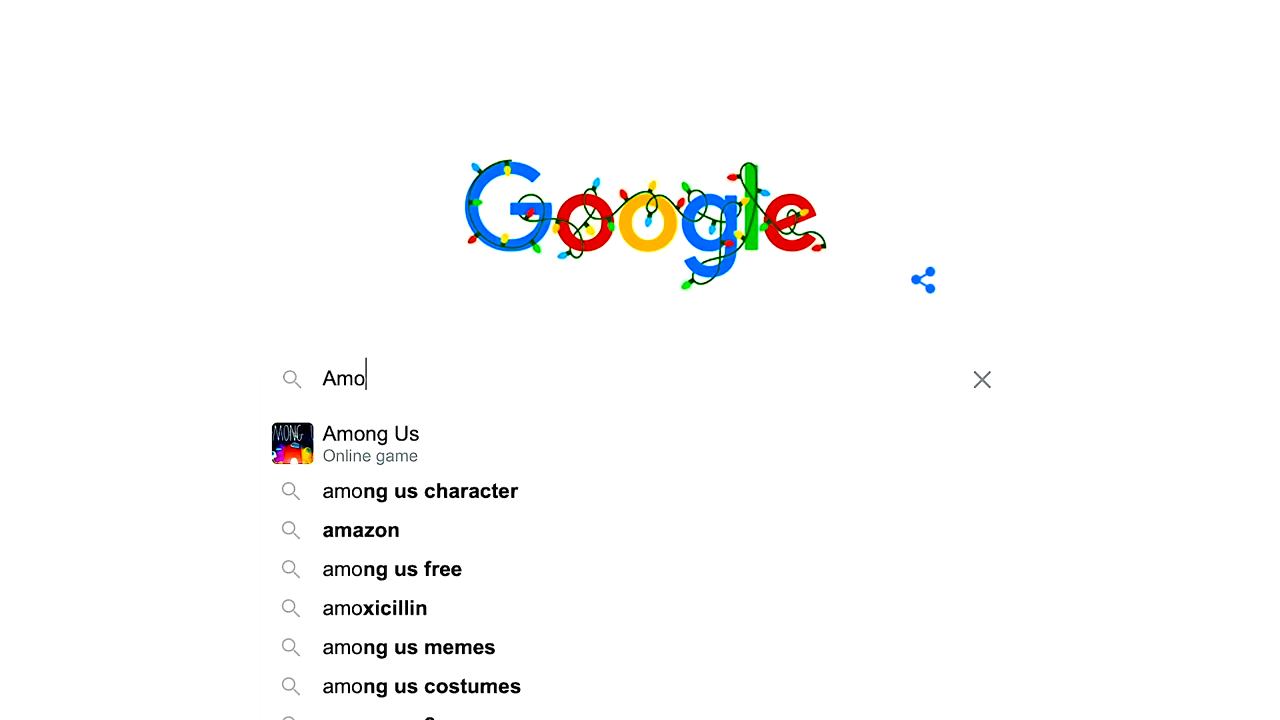 Google
Amo
MONG
Among Us
Online game
among us character
amazon
among us free
amoxicillin
among us memes
among us costumes